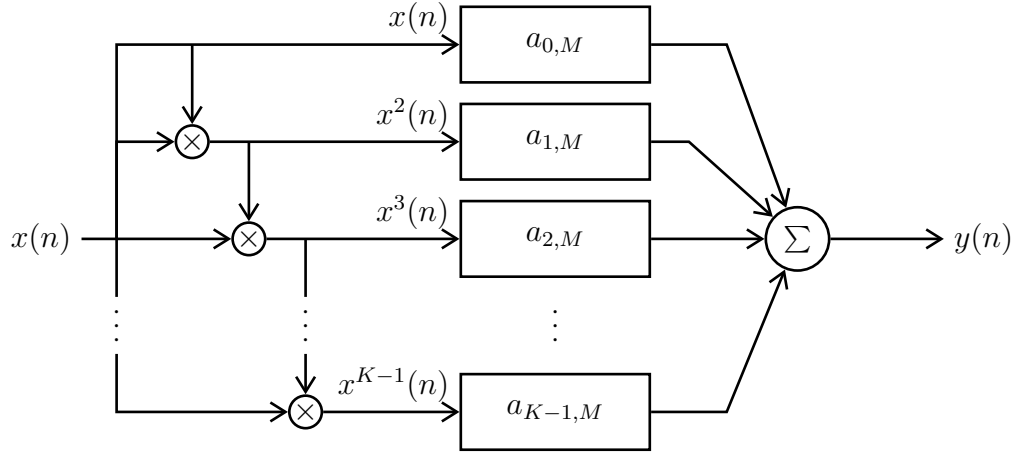 x(n)
a_{0,M}
×
x^2(n)
a_{1,M}
x(n)
×
x^3(n)
a_{2,M}
Σ
y(n)
⋮
⋮
⋮
×
x^{K−1}(n)
a_{K−1,M}